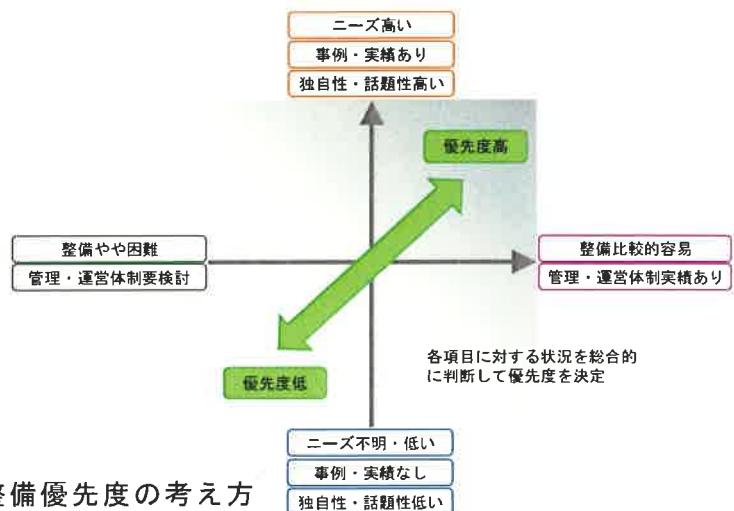 ニーズ高い
事例・実績あり
独自性・話題性高い
優先度高
整備やや困難
管理・運営体制要検討
整備比較的容易
管理・運営体制実績あり
優先度低
各項目に対する状況を総合的
に判断して優先度を決定
ニーズ不明・低い
事例・実績なし
独自性・話題性低い
整備優先度の考え方